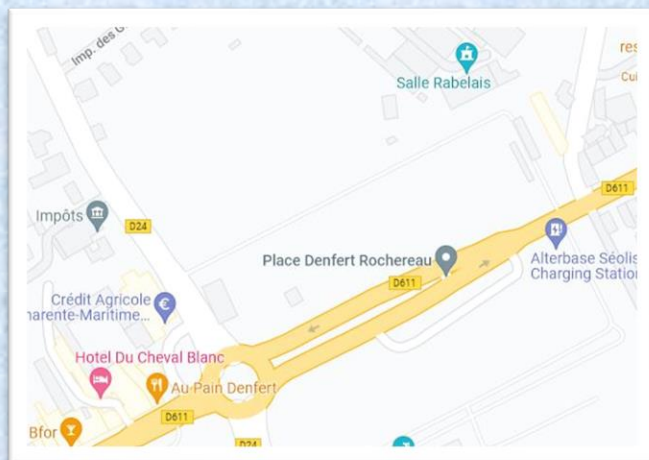 Imp. des G
Salle Rabelais
res
Cui
D611
Impôts
D24
Place Denfert Rochereau
Alterbase Séolis
Charging Station
D611
Crédit Agricole
harente-Maritime...
Hotel Du Cheval Blanc
Au Pain Denfert
D611
Bfor
D24